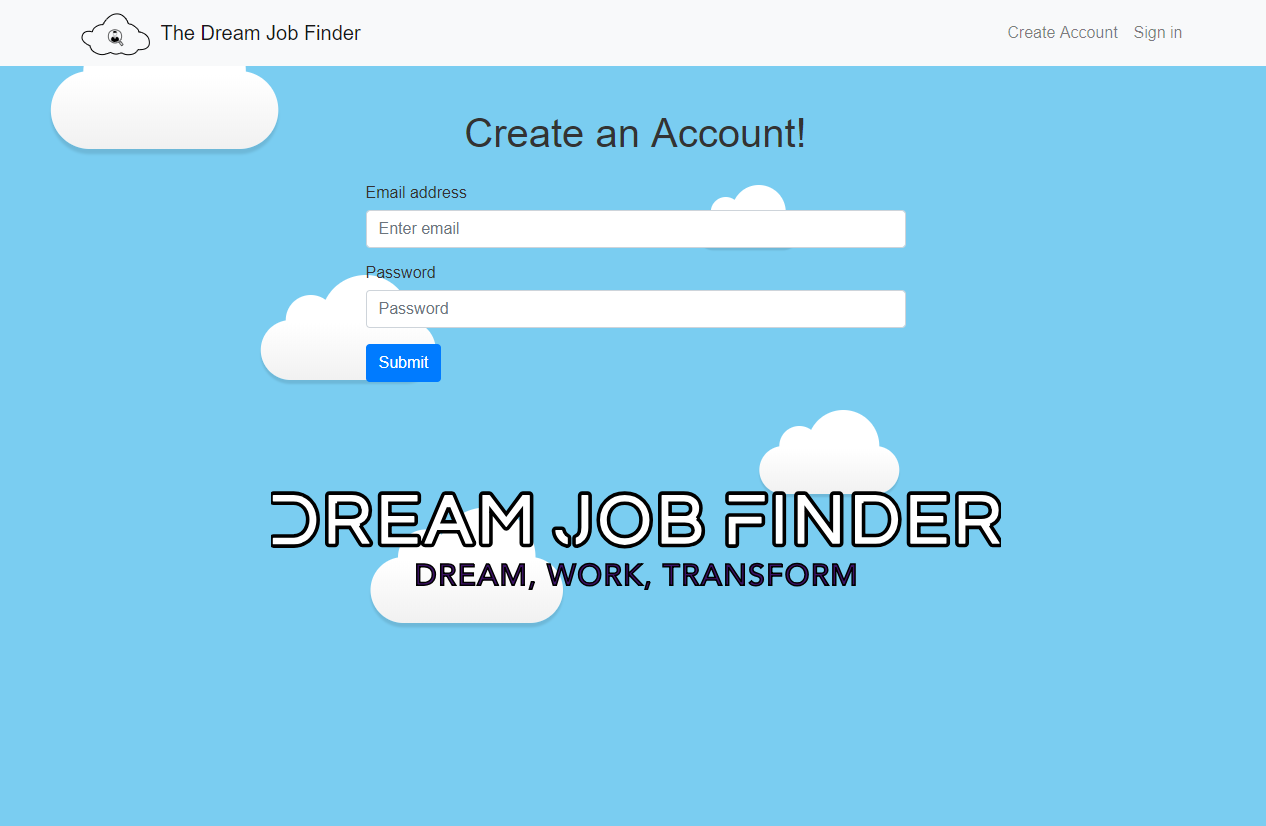 The Dream Job Finder
Create Account Sign in
Create an Account!
Email address
Enter email
Password
Password
Submit
DREAM JOB FINDER
DREAM, WORK, TRANSFORM